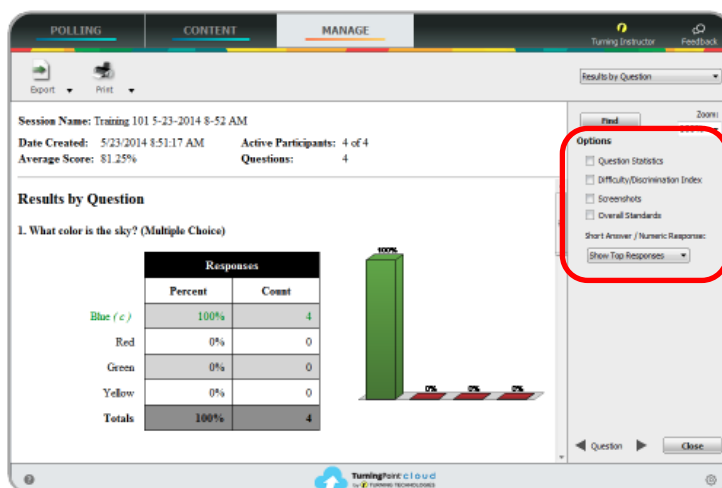 POLLING CONTENT MANAGE
Turning Instructor Feedback
Export Print
Results by Question
Session Name: Training 101 5-23-2014 8-52 AM
Date Created: 5/23/2014 8:51:17 AM Active Participants: 4 of 4
Average Score: 81.25% Questions: 4
Find Zoom:
Options
Question Statistics
Difficulty/Discrimination Index
Screenshots
Overall Standards
Short Answer / Numeric Response:
Show Top Responses
Results by Question
1. What color is the sky? (Multiple Choice)
Responses
Percent Count
Blue (c) 100% 4
Red 0% 0
Green 0% 0
Yellow 0% 0
Totals 100% 4
100%
0% 0% 0%
Question Close
TurningPoint cloud
by TURNING TECHNOLOGIES